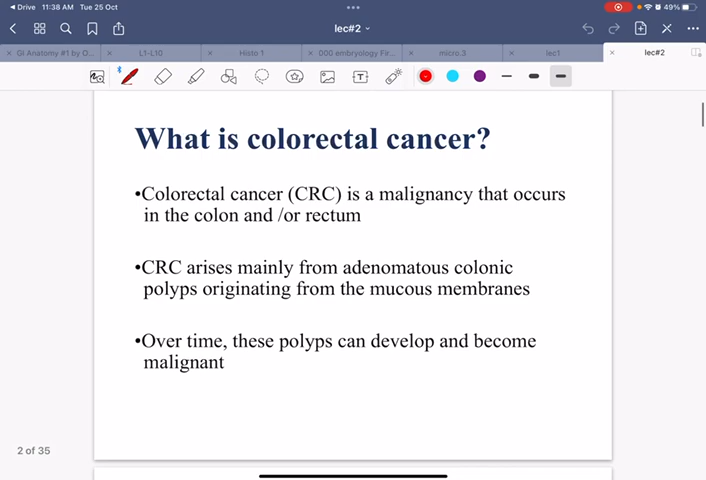 Drive 11:38 AM Tue 25 Oct
49%
lec#2
Gi Anatomy #1 by O... L1-L10 Histo 1 000 embryology Fir... micro.3 lec1 lec#2
What is colorectal cancer?
•Colorectal cancer (CRC) is a malignancy that occurs
in the colon and /or rectum
•CRC arises mainly from adenomatous colonic
polyps originating from the mucous membranes
•Over time, these polyps can develop and become
malignant
2 of 35